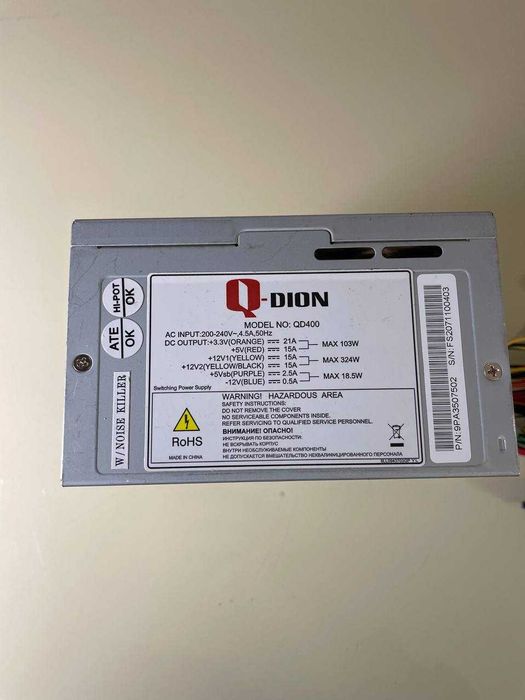 Q-DION
MODEL NO: QD400
AC INPUT:200-240V~,4.5A,50Hz
DC OUTPUT:+3.3V(ORANGE) 21A
+5V(RED) 15A
MAX 103W
+12V1(YELLOW) 15A
+12V2(YELLOW/BLACK) 15A
MAX 324W
+5Vsb(PURPLE) 2.5A
-12V(BLUE) 0.5A
MAX 18.5W
Switching Power Supply
WARNING! HAZARDOUS AREA
SAFETY INSTRUCTIONS:
DO NOT REMOVE THE COVER
NO SERVICEABLE COMPONENTS INSIDE.
REFER SERVICING TO QUALIFIED SERVICE PERSONNEL.
ВНИМАНИЕ! ОПАСНО!
ИНСТРУКЦИЯ ПО БЕЗОПАСНОСТИ:
НЕ ВСКРЫВАТЬ КОРПУС
ВНУТРИ НЕОБСЛУЖИВАЕМЫЕ КОМПОНЕНТЫ
НЕ ДОПУСКАЕТСЯ ВМЕШАТЕЛЬСТВО НЕКВАЛИФИЦИРОВАННОГО ПЕРСОНАЛА
RoHS
MADE IN CHINA
HI-POT
OK
ATE
OK
W/NOISE KILLER
P/N:9PA3507502
S/N:FS2071100403